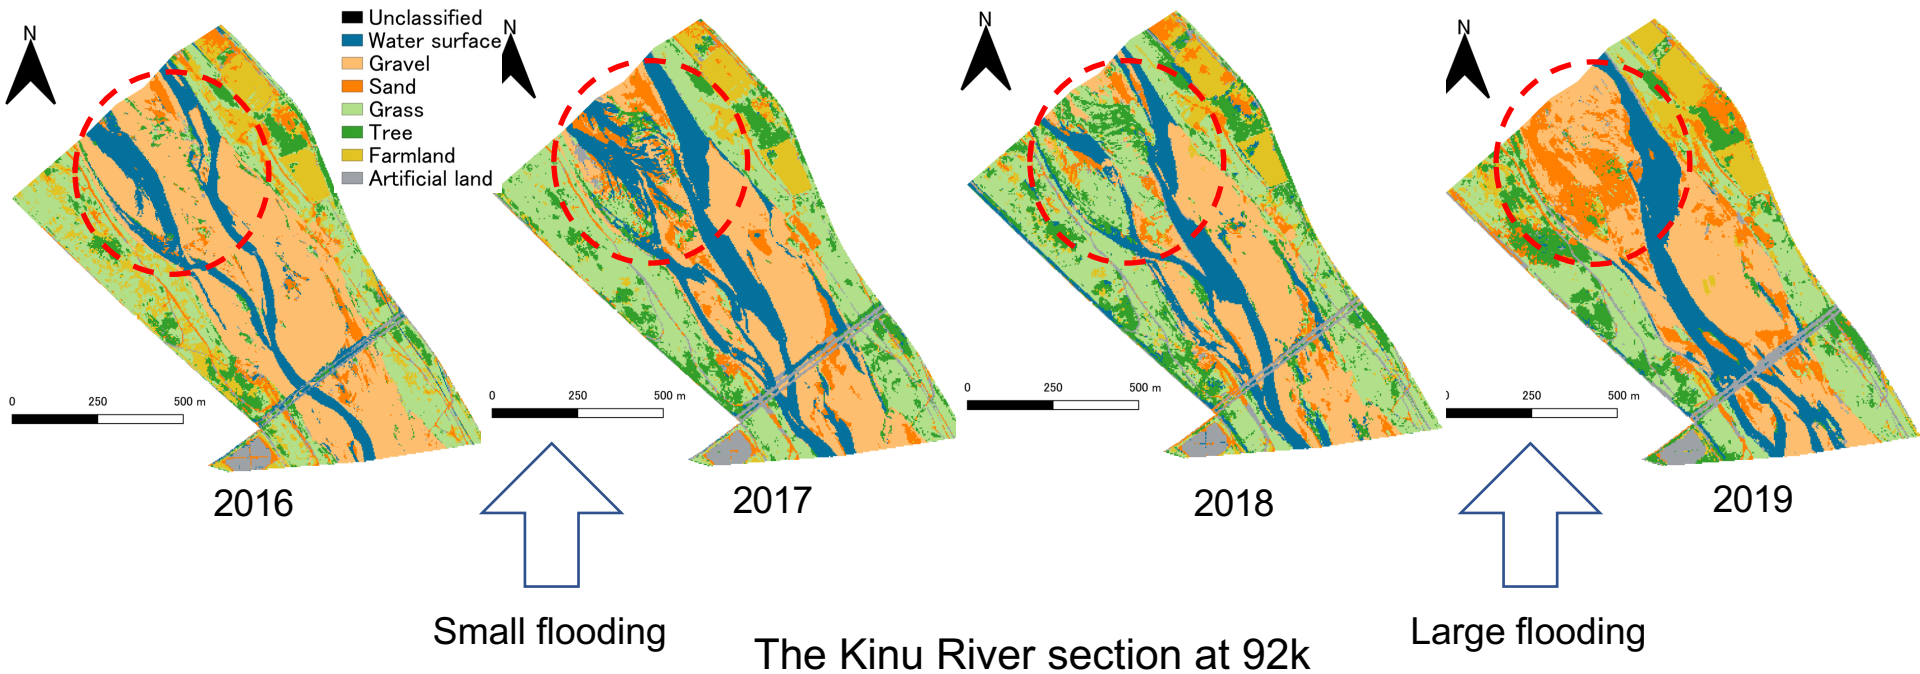 N
Unclassified
Water surface
Gravel
Sand
Grass
Tree
Farmland
Artificial land
0 250 500 m
2016
N
0 250 500 m
2017
N
0 250 500 m
2018
N
0 250 500 m
2019
Small flooding
Large flooding
The Kinu River section at 92k